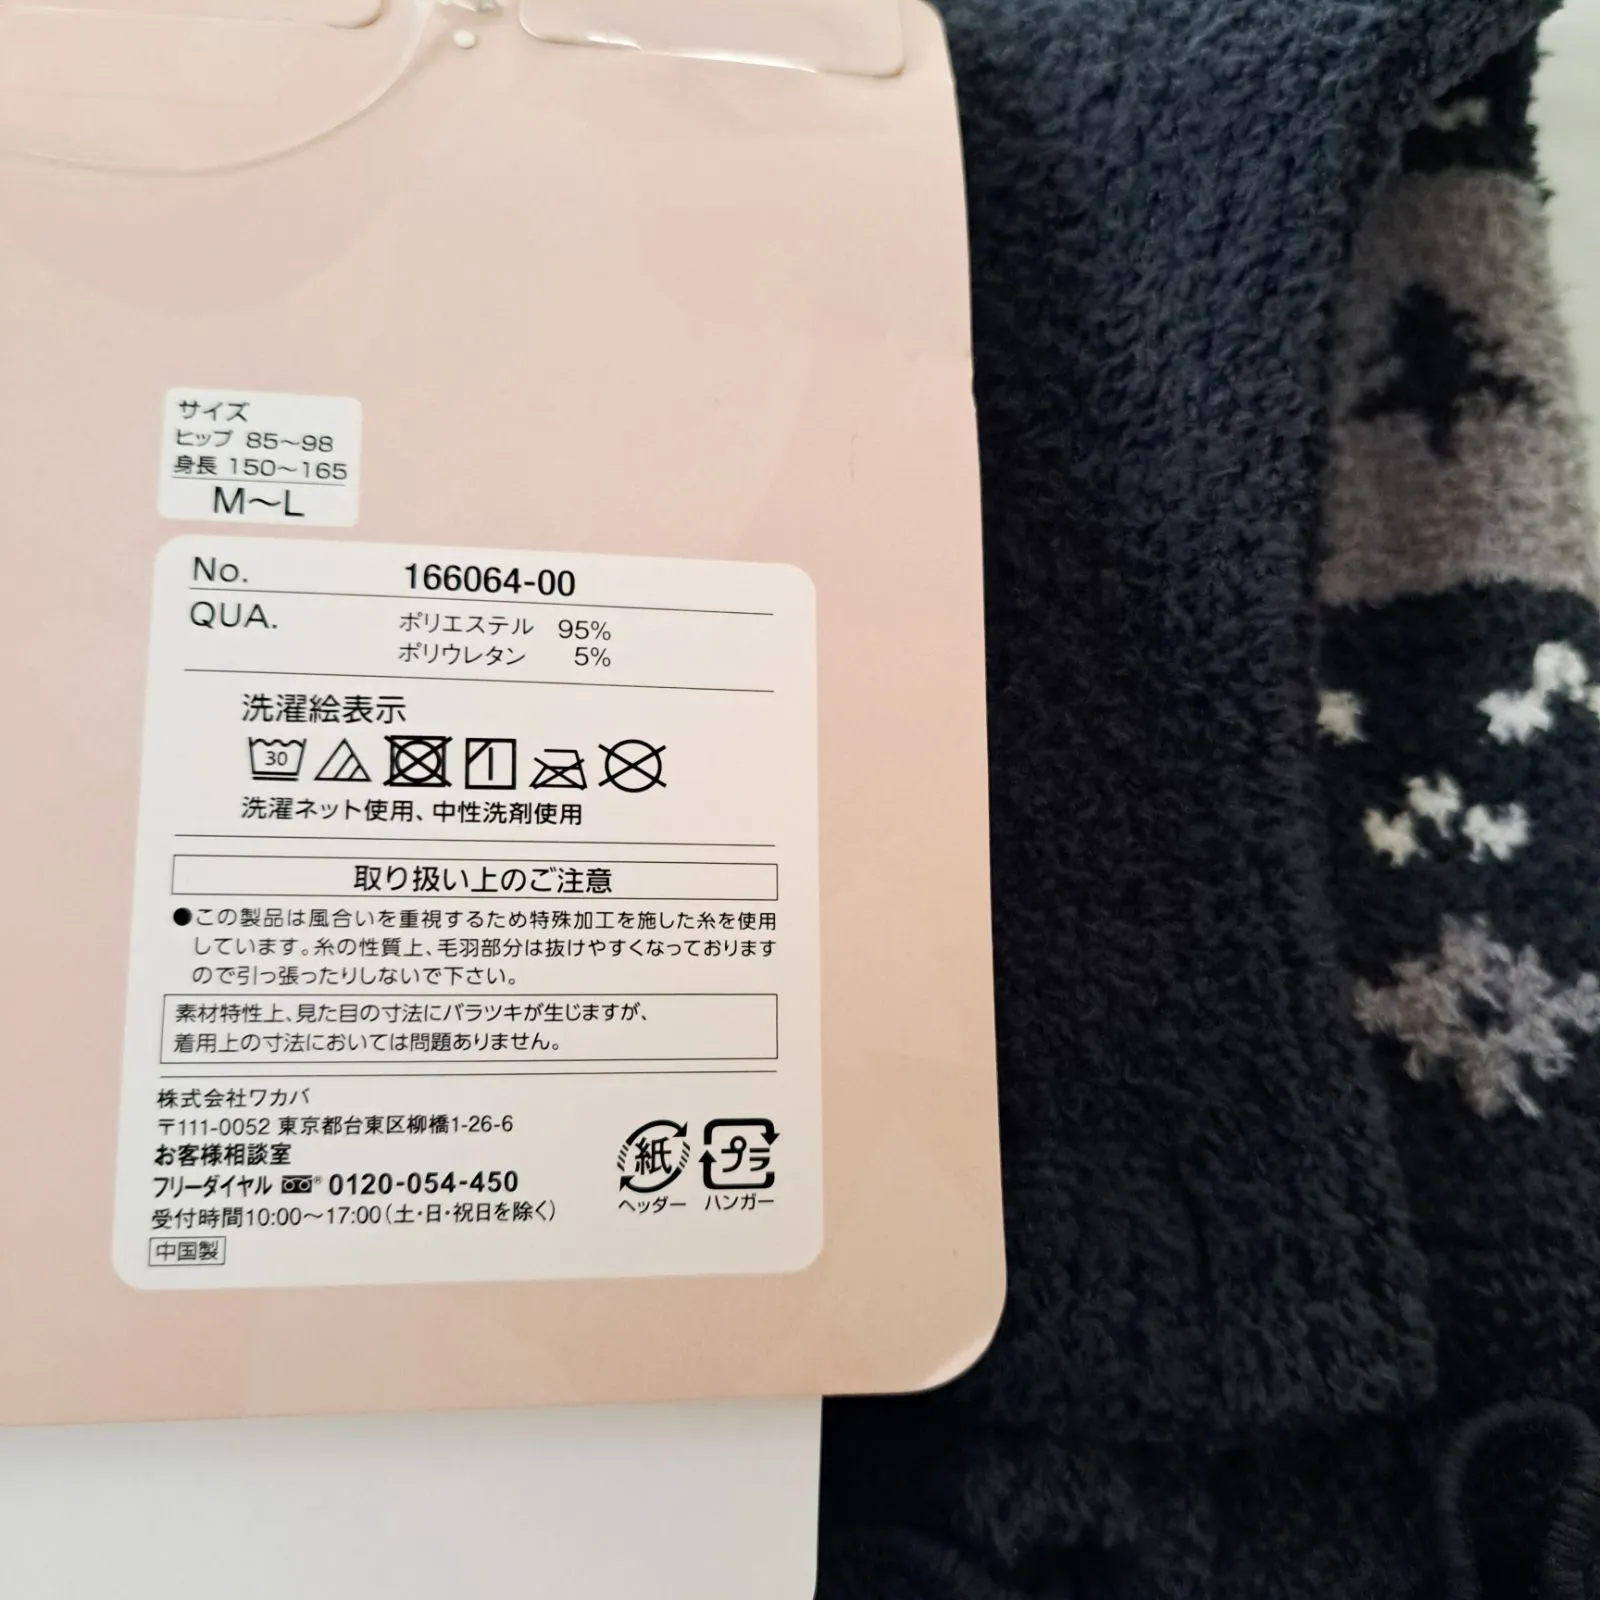 サイズ
ヒップ 85〜98
身長 150〜165
M〜L
No. 166064-00
QUA. ポリエステル 95%
ポリウレタン 5%
洗濯絵表示
30
洗濯ネット使用、中性洗剤使用
取り扱い上のご注意
●この製品は風合いを重視するため特殊加工を施した糸を使用
しています。糸の性質上、毛羽部分は抜けやすくなっております
ので引っ張ったりしないで下さい。
素材特性上、見た目の寸法にバラツキが生じますが、
着用上の寸法においては問題ありません。
株式会社ワカバ
〒111-0052 東京都台東区柳橋1-26-6
お客様相談室
フリーダイヤル 0120-054-450
受付時間10:00〜17:00(土・日・祝日を除く)
中国製
紙 プラ
ヘッダー ハンガー